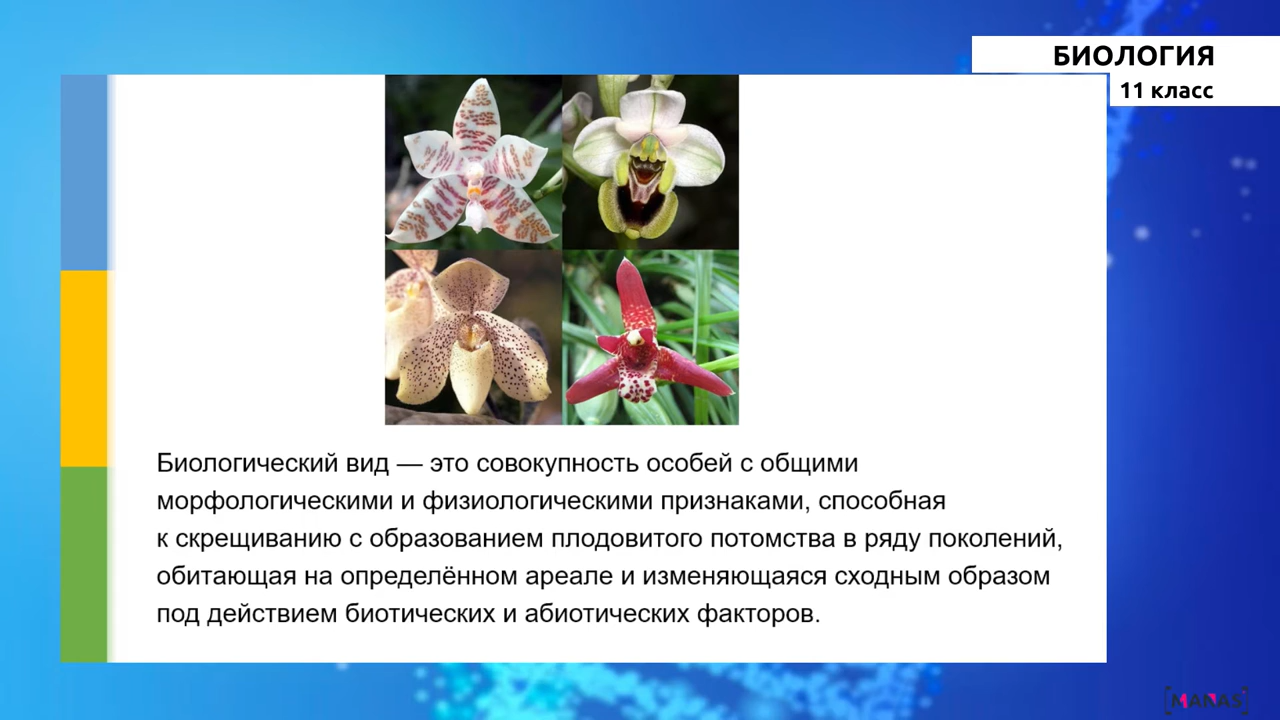 БИОЛОГИЯ
11 класс
Биологический вид — это совокупность особей с общими
морфологическими и физиологическими признаками, способная
к скрещиванию с образованием плодовитого потомства в ряду поколений,
обитающая на определённом ареале и изменяющаяся сходным образом
под действием биотических и абиотических факторов.
[MANAS]